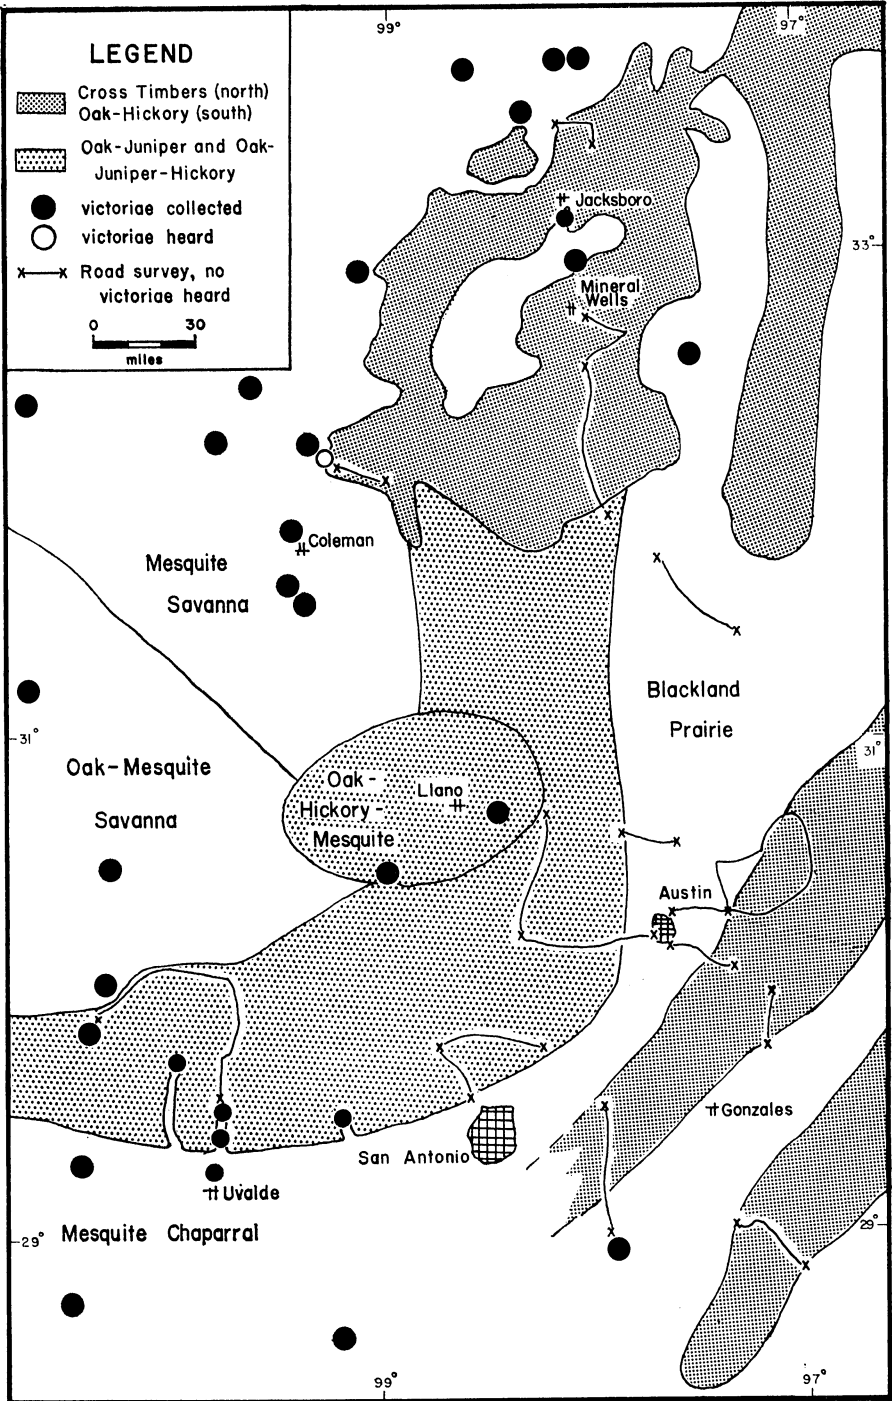 99°
97°
LEGEND
Cross Timbers (north)
Oak-Hickory (south)
Oak-Juniper and Oak-
Juniper-Hickory
victoriae collected
victoriae heard
x x Road survey, no
victoriae heard
0 30
miles
Jacksboro
33°
Mineral
Wells
Coleman
Mesquite
Savanna
Blackland
Prairie
31°
31°
Oak-Mesquite
Savanna
Oak-
Hickory-
Mesquite
Llano
Austin
Gonzales
San Antonio
Uvalde
Mesquite Chaparral
29°
29°
99°
97°